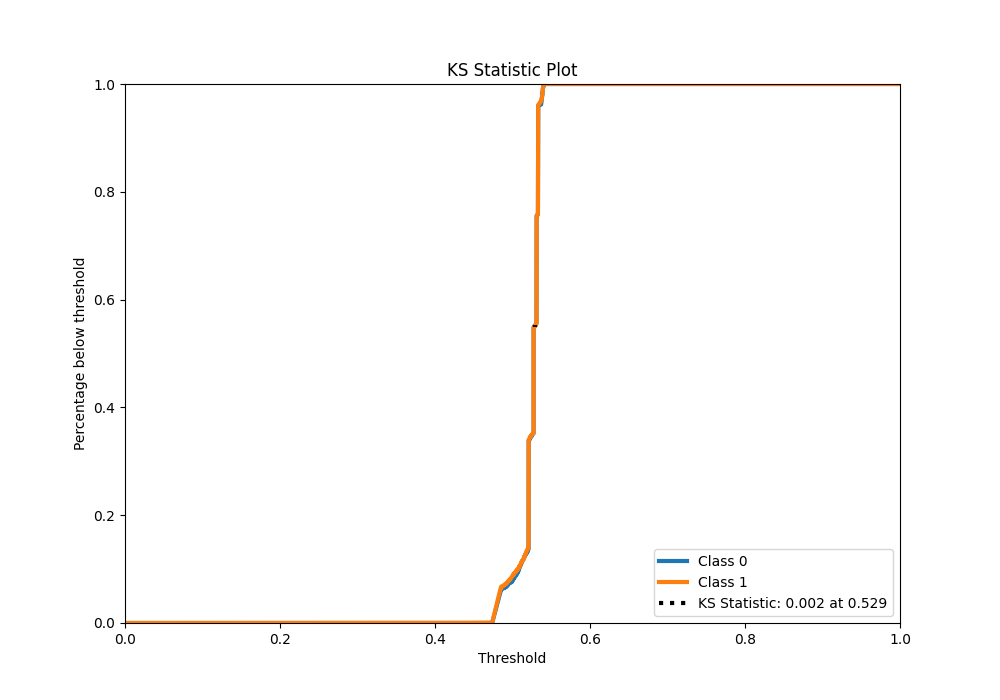 KS Statistic Plot
Percentage below threshold
1.0
0.8
0.6
0.4
0.2
0.0
0.0 0.2 0.4 0.6 0.8 1.0
Threshold
Class 0
Class 1
KS Statistic: 0.002 at 0.529